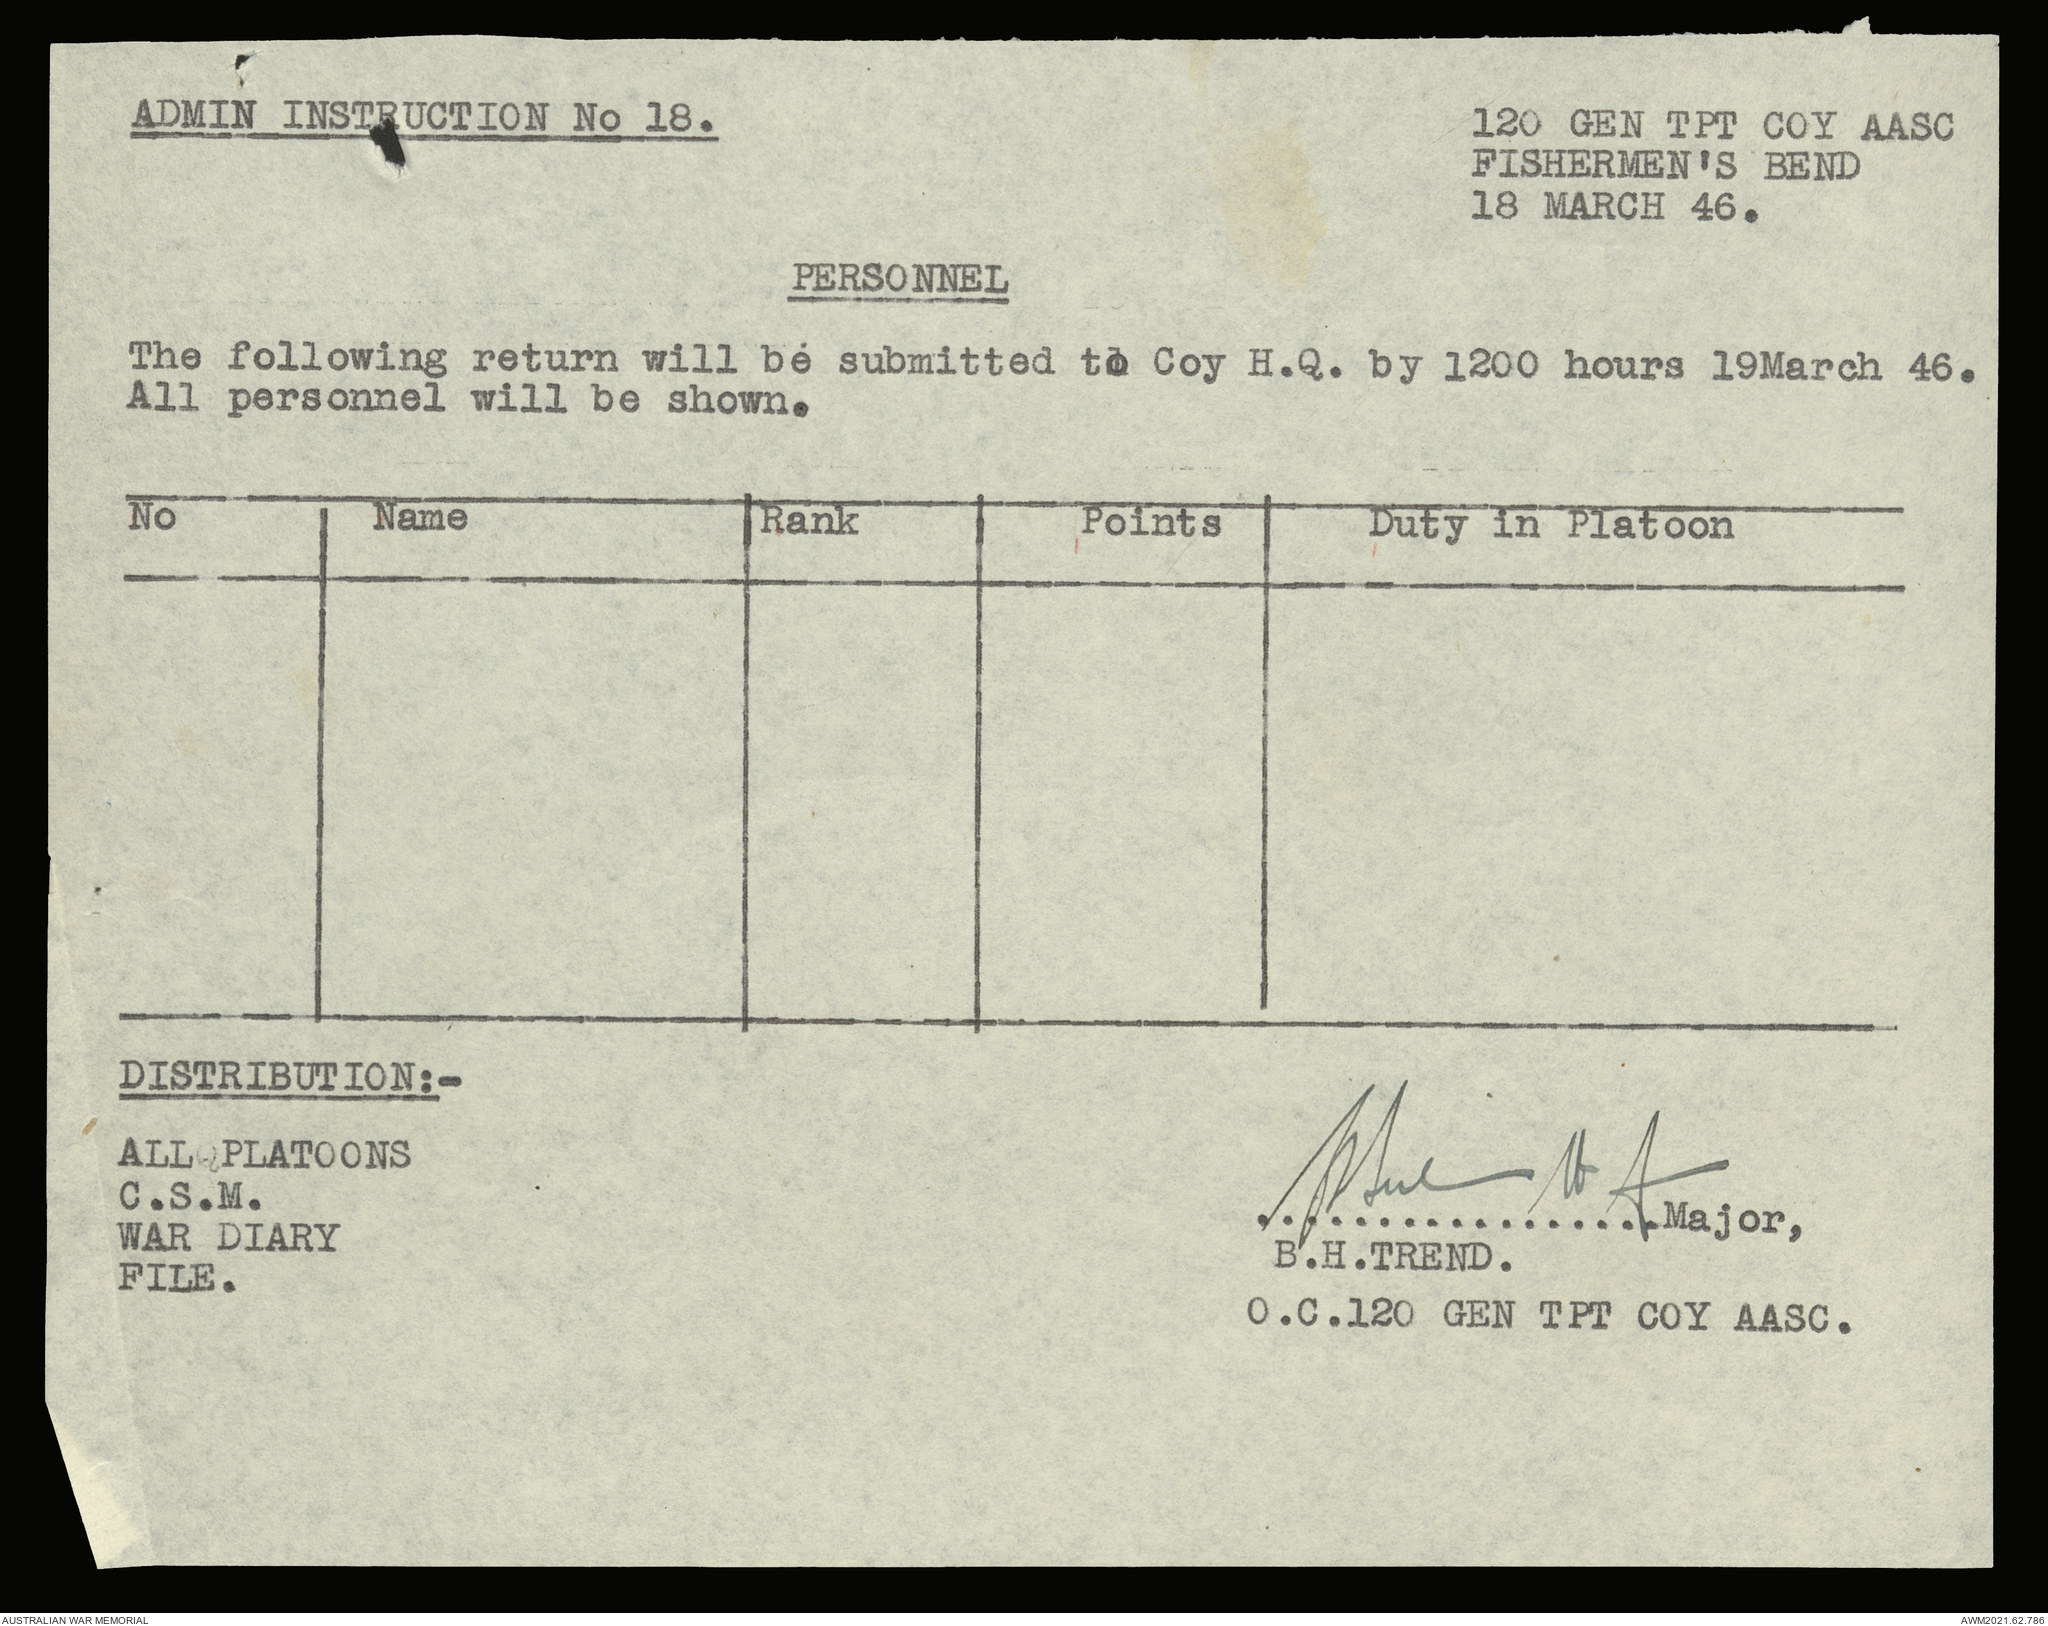 ADMIN INSTRUCTION No 18.
120 GEN TPT COY AASC
FISHERMEN'S BEND
18 MARCH 46.
PERSONNEL
The following return will be submitted to Coy H.Q. by 1200 hours 19March 46.
All personnel will be shown.
No Name Rank Points Duty in Platoon
DISTRIBUTION:-
ALL PLATOONS
C.S.M.
WAR DIARY
FILE.
.................Major,
B.H.TREND.
O.C.120 GEN TPT COY AASC.
AUSTRALIAN WAR MEMORIAL
AWM2021.62.786